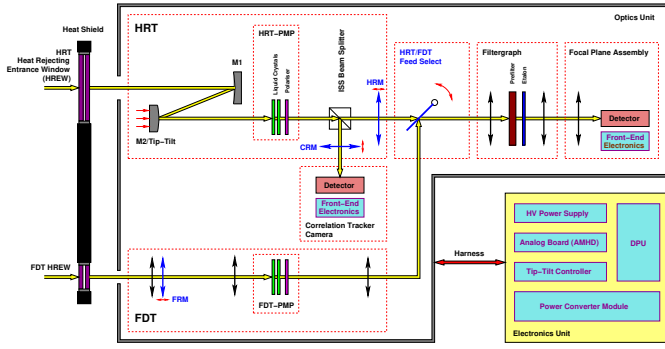 Heat Shield
Optics Unit
HRT
Heat Rejecting
Entrance Window
(HREW)
HRT
M1
M2/Tip-Tilt
HRT-PMP
Liquid Crystals
Polariser
ISS Beam Splitter
HRM
CRM
HRT/FDT
Feed Select
Filtergraph
Prefilter
Etalon
Focal Plane Assembly
Detector
Front-End
Electronics
Detector
Front-End
Electronics
Correlation Tracker
Camera
FDT HREW
FRM
FDT-PMP
FDT
Harness
HV Power Supply
Analog Board (AMHD)
Tip-Tilt Controller
DPU
Power Converter Module
Electronics Unit